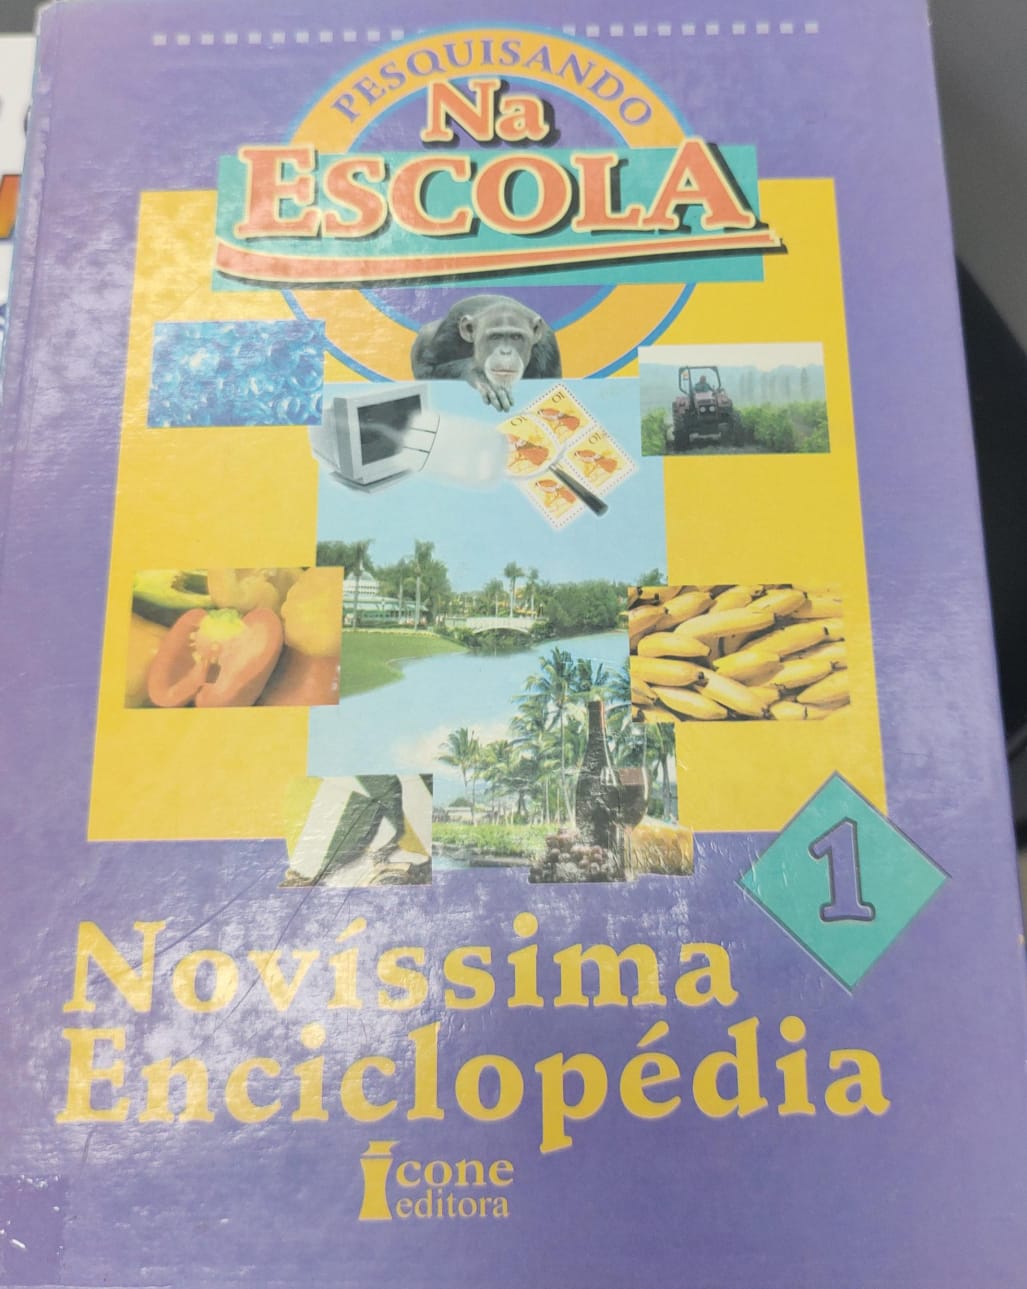 PESQUISANDO
Na
ESCOLA
1
Novíssima
Enciclopédia
Ícone
editora